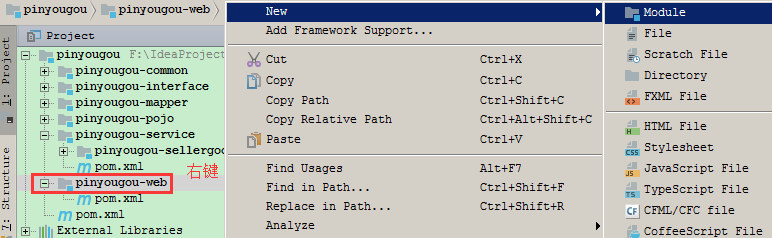 pinyougou
pinyougou-web
1: Project
7: Structure
Project
pinyougou F:\IdeaProject
pinyougou-common
pinyougou-interface
pinyougou-mapper
pinyougou-pojo
pinyougou-service
pinyougou-sellergoo
pom.xml
右键
pinyougou-web
pom.xml
pom.xml
External Libraries
New
Add Framework Support...
Cut Ctrl+X
Copy Ctrl+C
Copy Path Ctrl+Shift+C
Copy Relative Path Ctrl+Alt+Shift+C
Paste Ctrl+V
Find Usages Alt+F7
Find in Path... Ctrl+Shift+F
Replace in Path... Ctrl+Shift+R
Analyze
Module
File
Scratch File
Directory
FXML File
HTML File
Stylesheet
JavaScript File
TypeScript File
CFML/CFC file
CoffeeScript File